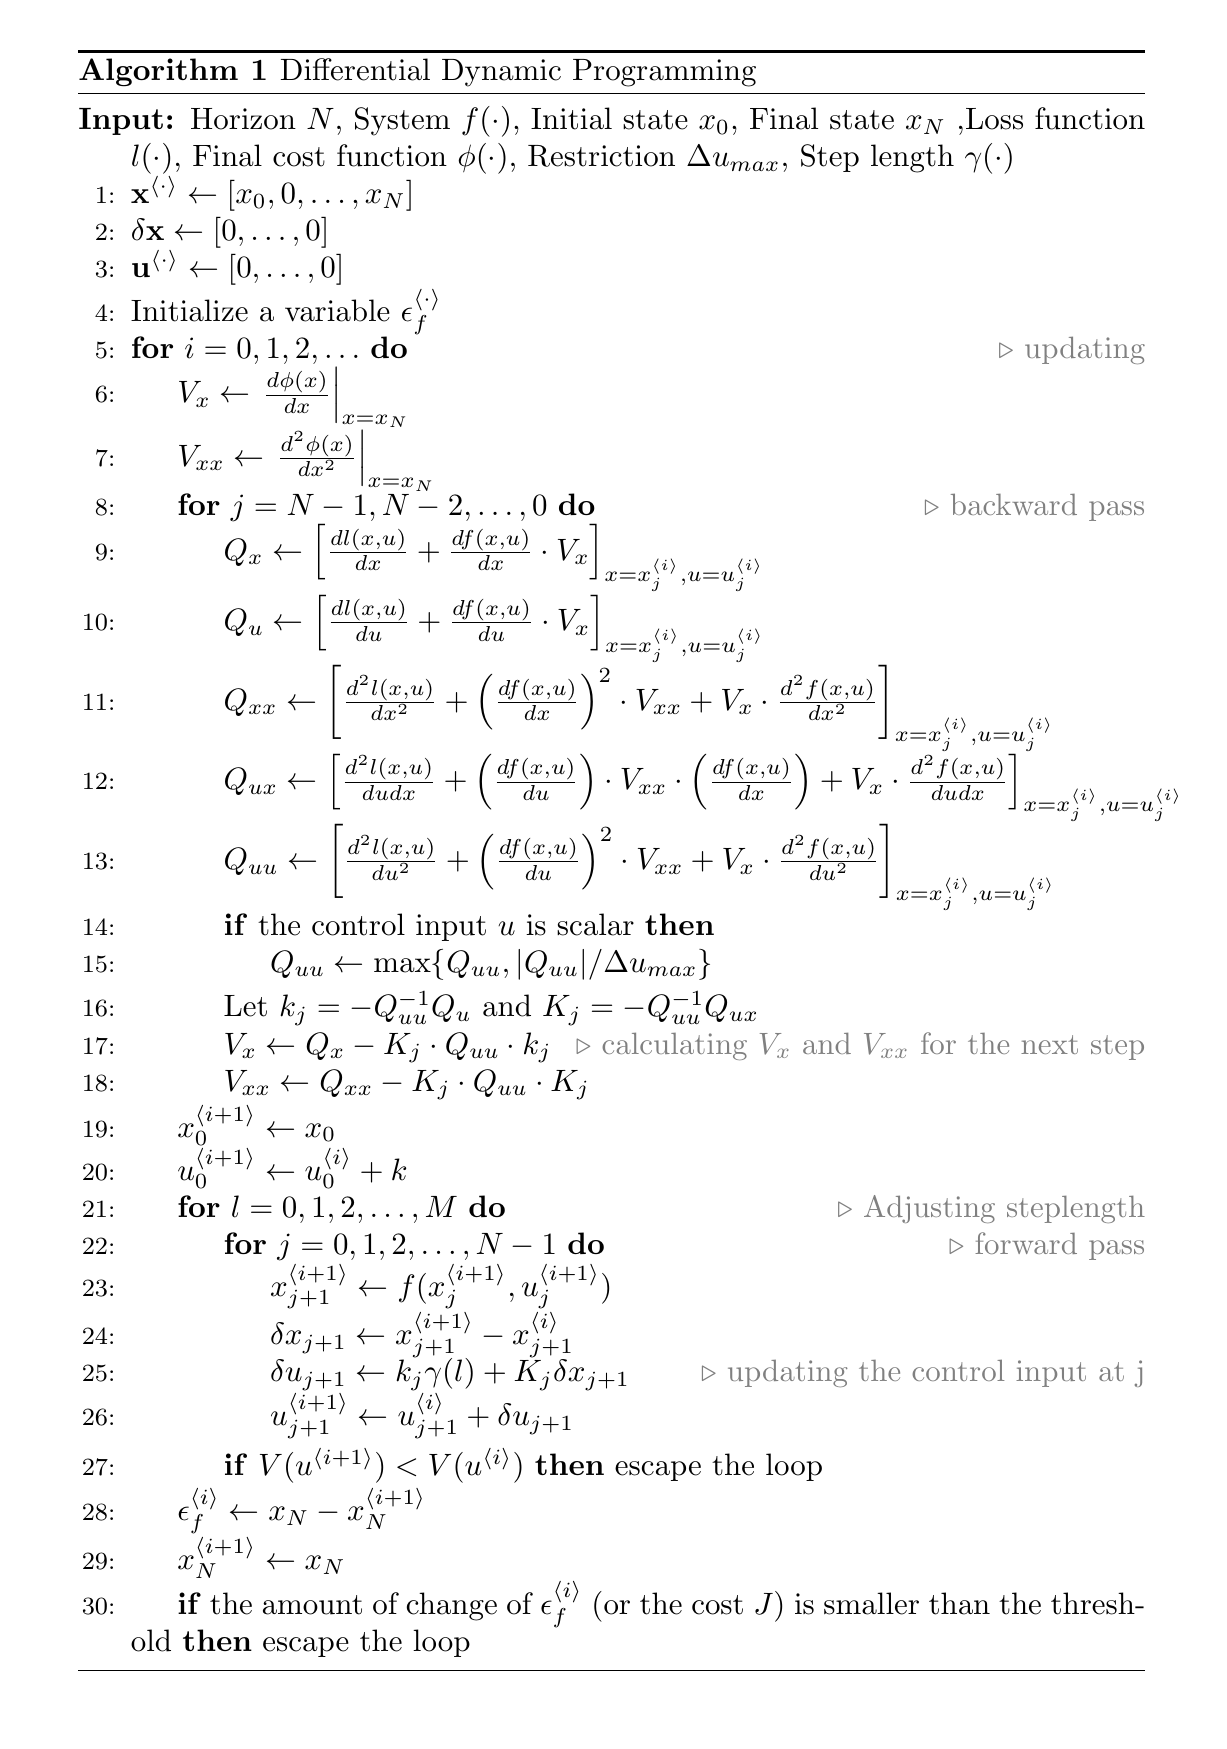 Algorithm 1 Differential Dynamic Programming
Input: Horizon $N$, System $f(\cdot)$, Initial state $x_0$, Final state $x_N$ ,Loss function
$l(\cdot)$, Final cost function $\phi(\cdot)$, Restriction $\Delta u_{max}$, Step length $\gamma(\cdot)$
1: $\mathbf{x}^{\langle\cdot\rangle} \leftarrow [x_0, 0, \ldots, x_N]$
2: $\delta\mathbf{x} \leftarrow [0, \ldots, 0]$
3: $\mathbf{u}^{\langle\cdot\rangle} \leftarrow [0, \ldots, 0]$
4: Initialize a variable $\epsilon_f^{\langle\cdot\rangle}$
5: for $i = 0, 1, 2, \ldots$ do ▷ updating
6: $V_x \leftarrow \left.\frac{d\phi(x)}{dx}\right|_{x=x_N}$
7: $V_{xx} \leftarrow \left.\frac{d^2\phi(x)}{dx^2}\right|_{x=x_N}$
8: for $j = N-1, N-2, \ldots, 0$ do ▷ backward pass
9: $Q_x \leftarrow \left[\frac{dl(x,u)}{dx} + \frac{df(x,u)}{dx} \cdot V_x\right]_{x=x_j^{\langle i\rangle}, u=u_j^{\langle i\rangle}}$
10: $Q_u \leftarrow \left[\frac{dl(x,u)}{du} + \frac{df(x,u)}{du} \cdot V_x\right]_{x=x_j^{\langle i\rangle}, u=u_j^{\langle i\rangle}}$
11: $Q_{xx} \leftarrow \left[\frac{d^2l(x,u)}{dx^2} + \left(\frac{df(x,u)}{dx}\right)^2 \cdot V_{xx} + V_x \cdot \frac{d^2f(x,u)}{dx^2}\right]_{x=x_j^{\langle i\rangle}, u=u_j^{\langle i\rangle}}$
12: $Q_{ux} \leftarrow \left[\frac{d^2l(x,u)}{dudx} + \left(\frac{df(x,u)}{du}\right) \cdot V_{xx} \cdot \left(\frac{df(x,u)}{dx}\right) + V_x \cdot \frac{d^2f(x,u)}{dudx}\right]_{x=x_j^{\langle i\rangle}, u=u_j^{\langle i\rangle}}$
13: $Q_{uu} \leftarrow \left[\frac{d^2l(x,u)}{du^2} + \left(\frac{df(x,u)}{du}\right)^2 \cdot V_{xx} + V_x \cdot \frac{d^2f(x,u)}{du^2}\right]_{x=x_j^{\langle i\rangle}, u=u_j^{\langle i\rangle}}$
14: if the control input $u$ is scalar then
15: $Q_{uu} \leftarrow \max\{Q_{uu}, |Q_{uu}|/\Delta u_{max}\}$
16: Let $k_j = -Q_{uu}^{-1}Q_u$ and $K_j = -Q_{uu}^{-1}Q_{ux}$
17: $V_x \leftarrow Q_x - K_j \cdot Q_{uu} \cdot k_j$ ▷ calculating $V_x$ and $V_{xx}$ for the next step
18: $V_{xx} \leftarrow Q_{xx} - K_j \cdot Q_{uu} \cdot K_j$
19: $x_0^{\langle i+1\rangle} \leftarrow x_0$
20: $u_0^{\langle i+1\rangle} \leftarrow u_0^{\langle i\rangle} + k$
21: for $l = 0, 1, 2, \ldots, M$ do ▷ Adjusting steplength
22: for $j = 0, 1, 2, \ldots, N-1$ do ▷ forward pass
23: $x_{j+1}^{\langle i+1\rangle} \leftarrow f(x_j^{\langle i+1\rangle}, u_j^{\langle i+1\rangle})$
24: $\delta x_{j+1} \leftarrow x_{j+1}^{\langle i+1\rangle} - x_{j+1}^{\langle i\rangle}$
25: $\delta u_{j+1} \leftarrow k_j\gamma(l) + K_j\delta x_{j+1}$ ▷ updating the control input at j
26: $u_{j+1}^{\langle i+1\rangle} \leftarrow u_{j+1}^{\langle i\rangle} + \delta u_{j+1}$
27: if $V(u^{\langle i+1\rangle}) < V(u^{\langle i\rangle})$ then escape the loop
28: $\epsilon_f^{\langle i\rangle} \leftarrow x_N - x_N^{\langle i+1\rangle}$
29: $x_N^{\langle i+1\rangle} \leftarrow x_N$
30: if the amount of change of $\epsilon_f^{\langle i\rangle}$ (or the cost $J$) is smaller than the thresh-
old then escape the loop